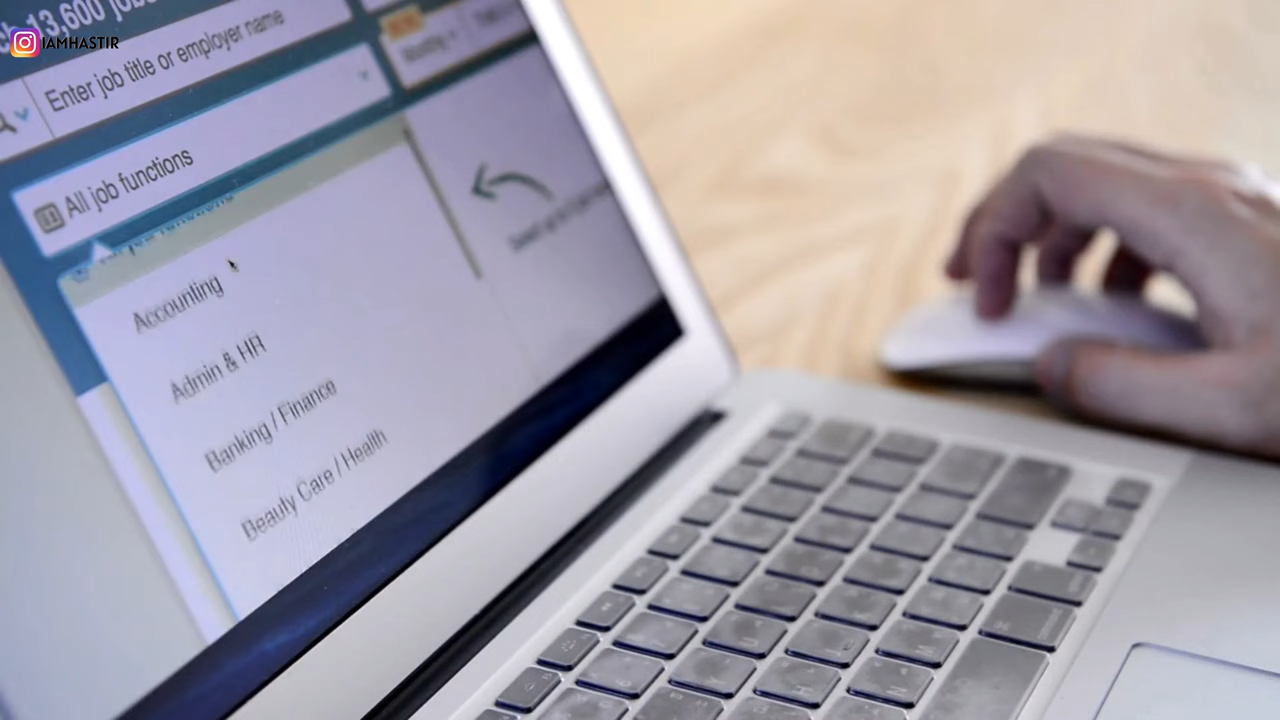 IAMHASTIR
13,600 jobs
Enter job title or employer name
All job functions
Accounting
Admin & HR
Banking / Finance
Beauty Care / Health